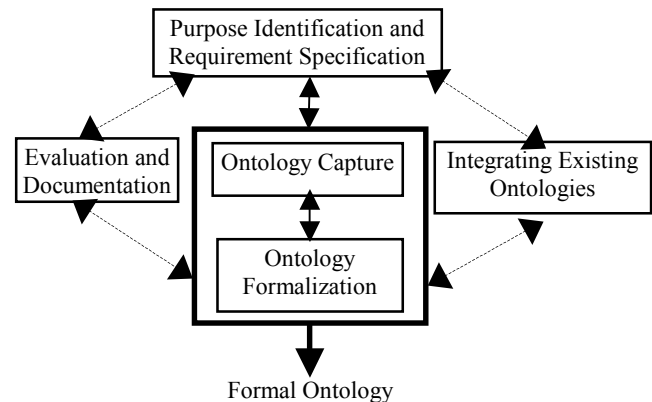 Purpose Identification and
Requirement Specification
Evaluation and
Documentation
Ontology Capture
Ontology
Formalization
Integrating Existing
Ontologies
Formal Ontology